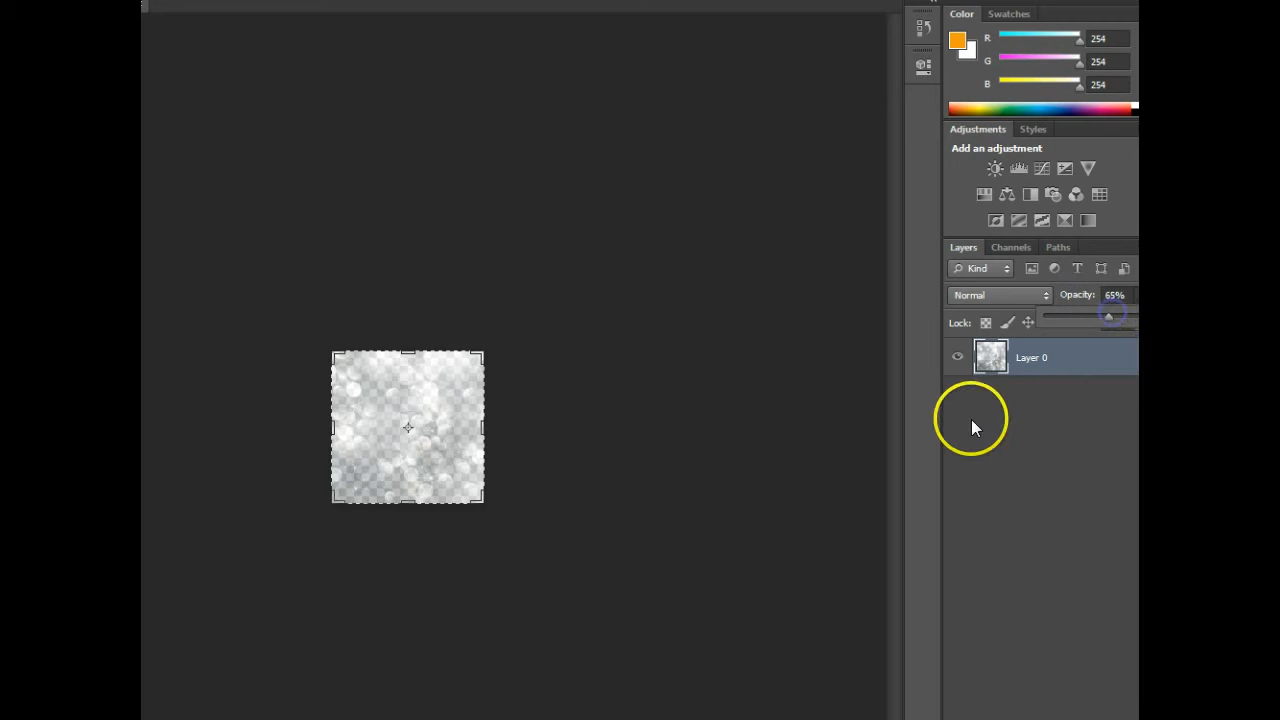 Color Swatches
R 254
G 254
B 254
Adjustments Styles
Add an adjustment
Layers Channels Paths
Kind
Normal Opacity: 65%
Lock:
Layer 0